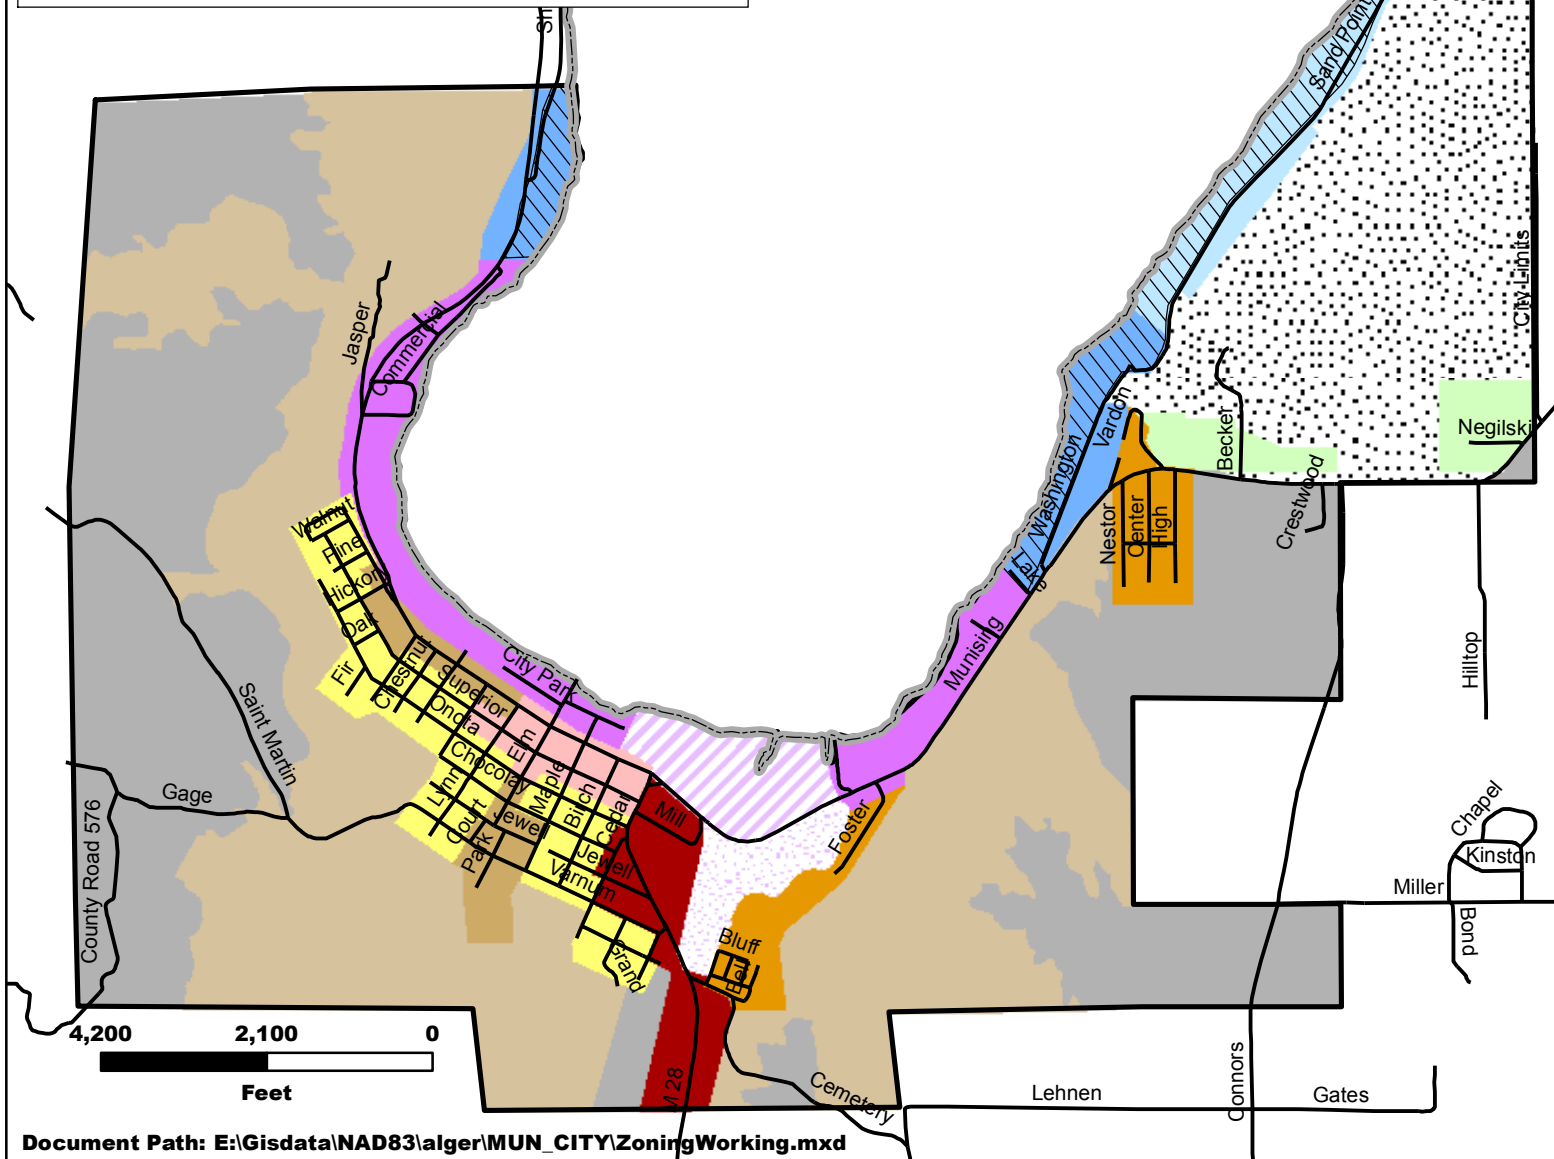 Sand Point
City Limits
Jasper
Commercial
Negilski
Vardon
Becker
Washington
Crestwood
Walnut
Nestor
Center
High
Pine
Hickory
Oak
Lake
Fir
Chestnut
City Park
Munising
Hilltop
Superior
Onota
Saint Martin
Elm
Chocolay
Gage
Lynn
Maple
Birch
Cedar
Mill
Court
Jewel
Foster
Chapel
County Road 576
Park
Jewell
Kinston
Varnum
Miller
Bond
Bluff
Grand
4,200 2,100 0
Feet
M 28
Cemetery
Connors
Lehnen
Gates
Document Path: E:\Gisdata\NAD83\alger\MUN_CITY\ZoningWorking.mxd